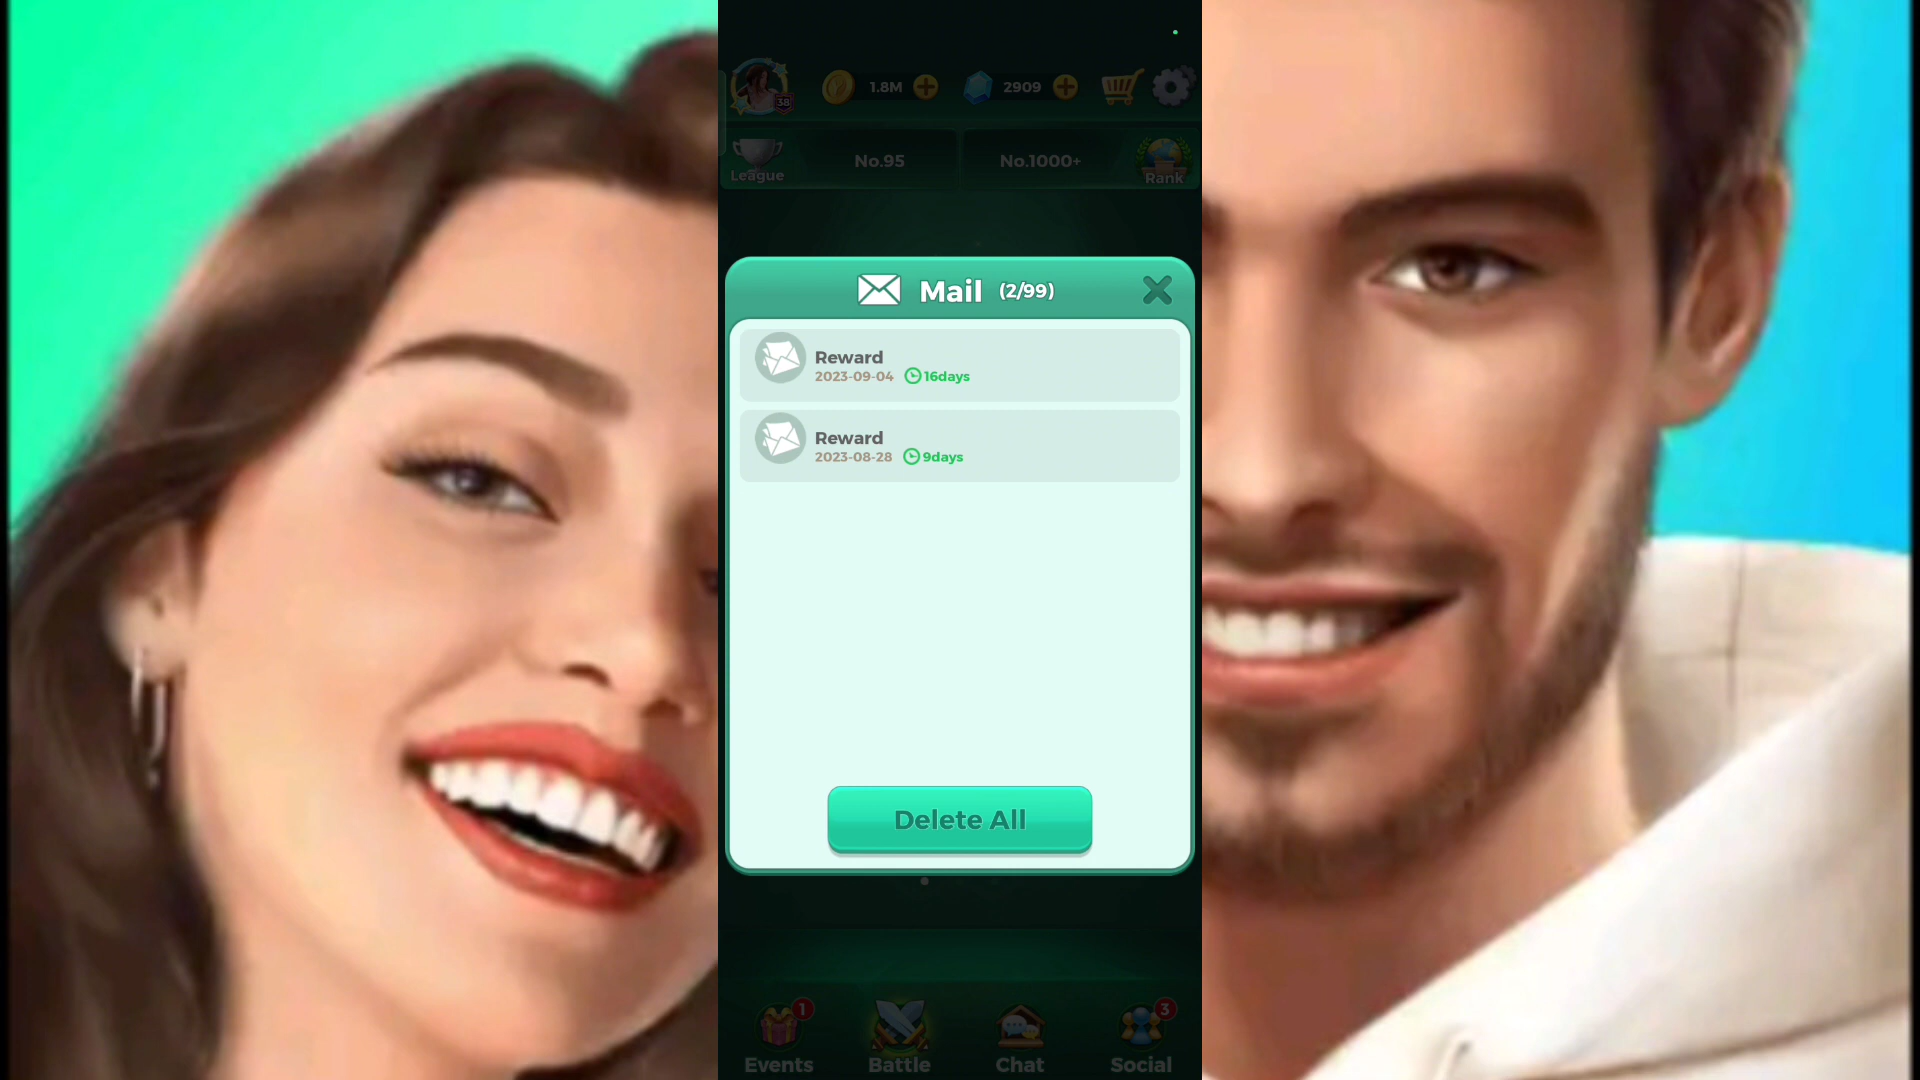 38
1.8M
2909
League
No.95
No.1000+
Rank
Mail (2/99)
Reward
2023-09-04 16days
Reward
2023-08-28 9days
Delete All
1
3
Events
Battle
Chat
Social